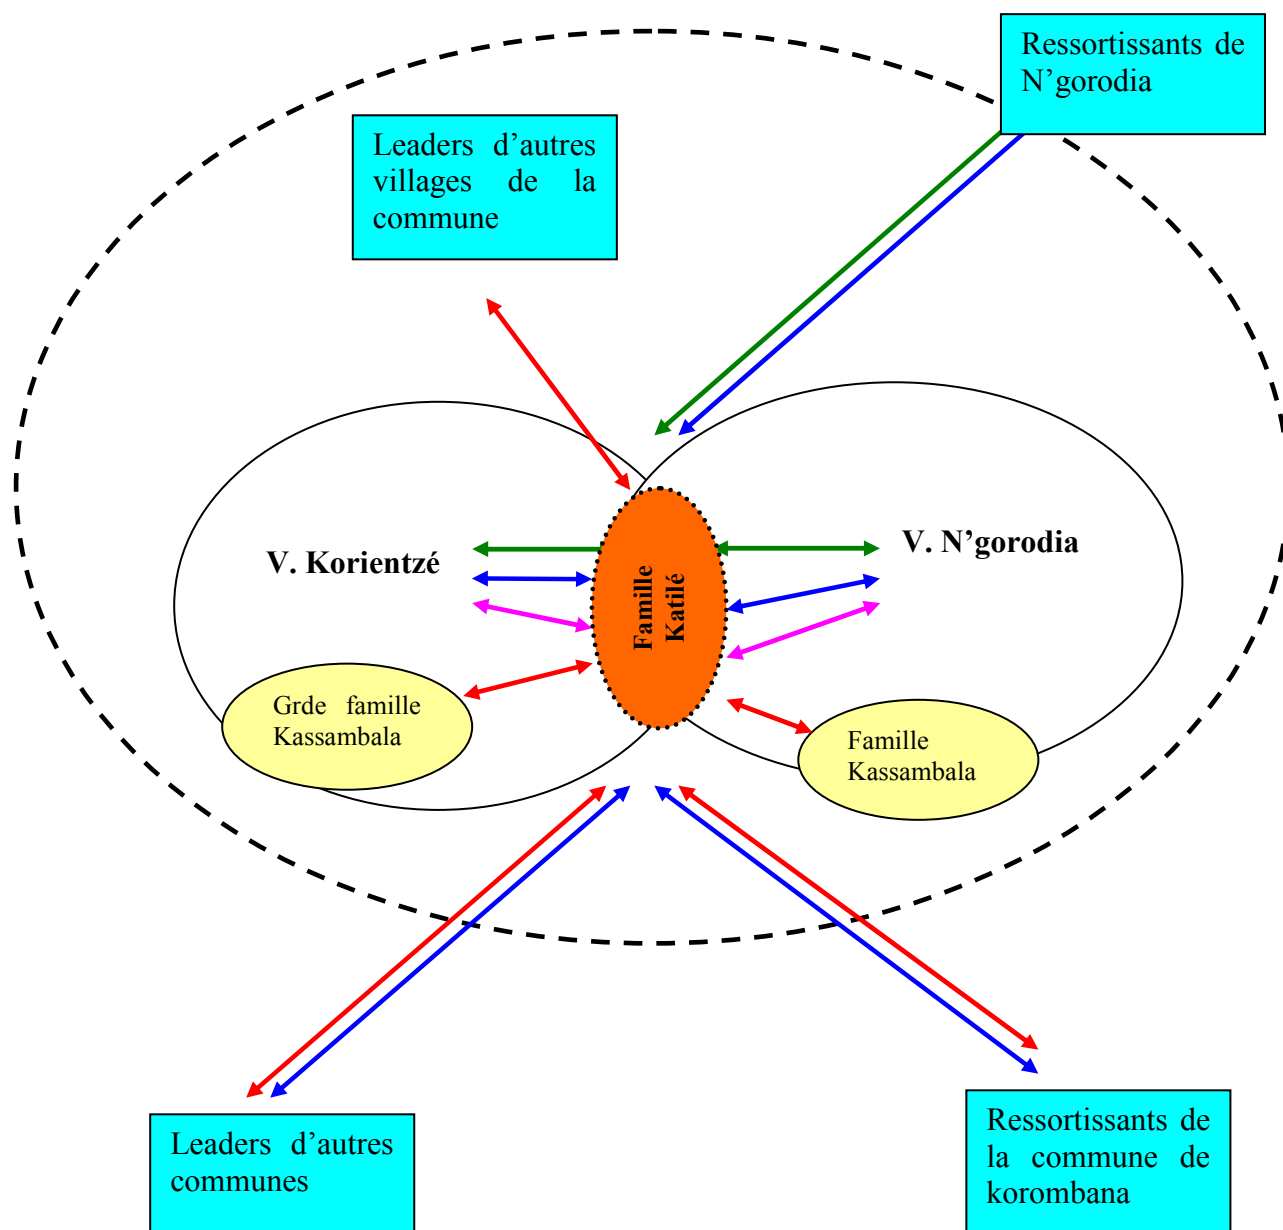 Ressortissants de
N’gorodia
Leaders d’autres
villages de la
commune
V. Korientzé
V. N’gorodia
Famille
Katilé
Grde famille
Kassambala
Famille
Kassambala
Leaders d’autres
communes
Ressortissants de
la commune de
korombana